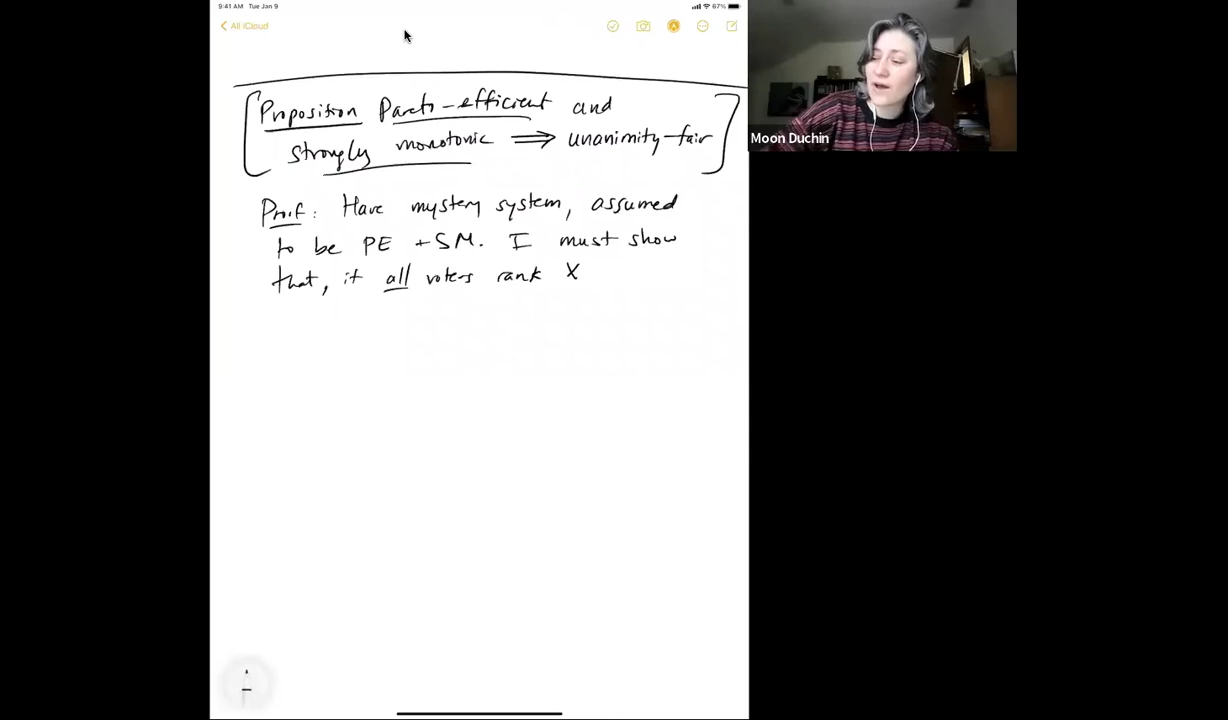 9:41 AM Tue Jan 9
67%
All iCloud
Proposition Pareto-efficient and
strongly monotonic ⟹ unanimity-fair
Proof: Have mystery system, assumed
to be PE + SM. I must show
that, if all voters rank X
Moon Duchin